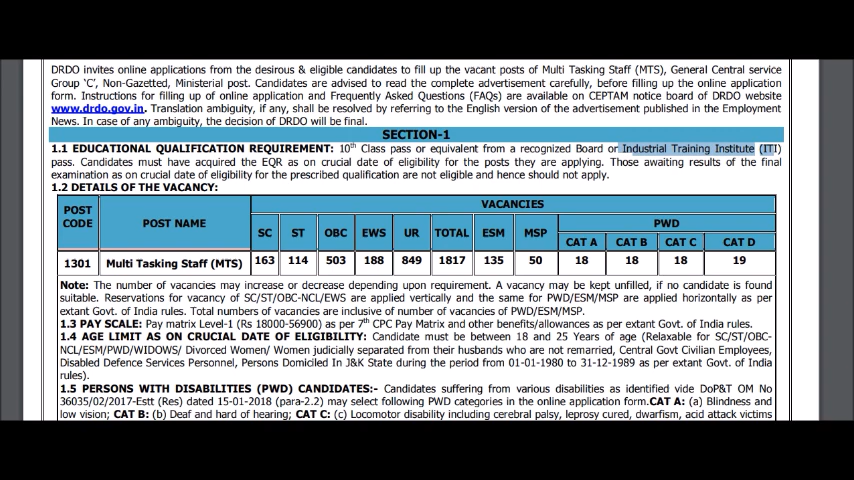 DRDO invites online applications from the desirous & eligible candidates to fill up the vacant posts of Multi Tasking Staff (MTS), General Central service
Group 'C', Non-Gazetted, Ministerial post. Candidates are advised to read the complete advertisement carefully, before filling up the online application
form. Instructions for filling up of online application and Frequently Asked Questions (FAQs) are available on CEPTAM notice board of DRDO website
www.drdo.gov.in. Translation ambiguity, if any, shall be resolved by referring to the English version of the advertisement published in the Employment
News. In case of any ambiguity, the decision of DRDO will be final.
SECTION-1
1.1 EDUCATIONAL QUALIFICATION REQUIREMENT: 10th Class pass or equivalent from a recognized Board or Industrial Training Institute (ITI)
pass. Candidates must have acquired the EQR as on crucial date of eligibility for the posts they are applying. Those awaiting results of the final
examination as on crucial date of eligibility for the prescribed qualification are not eligible and hence should not apply.
1.2 DETAILS OF THE VACANCY:
POST CODE POST NAME VACANCIES
SC ST OBC EWS UR TOTAL ESM MSP PWD
CAT A CAT B CAT C CAT D
1301 Multi Tasking Staff (MTS) 163 114 503 188 849 1817 135 50 18 18 18 19
Note: The number of vacancies may increase or decrease depending upon requirement. A vacancy may be kept unfilled, if no candidate is found
suitable. Reservations for vacancy of SC/ST/OBC-NCL/EWS are applied vertically and the same for PWD/ESM/MSP are applied horizontally as per
extant Govt. of India rules. Total numbers of vacancies are inclusive of number of vacancies of PWD/ESM/MSP.
1.3 PAY SCALE: Pay matrix Level-1 (Rs 18000-56900) as per 7th CPC Pay Matrix and other benefits/allowances as per extant Govt. of India rules.
1.4 AGE LIMIT AS ON CRUCIAL DATE OF ELIGIBILITY: Candidate must be between 18 and 25 Years of age (Relaxable for SC/ST/OBC-
NCL/ESM/PWD/WIDOWS/ Divorced Women/ Women judicially separated from their husbands who are not remarried, Central Govt Civilian Employees,
Disabled Defence Services Personnel, Persons Domiciled In J&K State during the period from 01-01-1980 to 31-12-1989 as per extant Govt. of India
rules).
1.5 PERSONS WITH DISABILITIES (PWD) CANDIDATES:- Candidates suffering from various disabilities as identified vide DoP&T OM No
36035/02/2017-Estt (Res) dated 15-01-2018 (para-2.2) may select following PWD categories in the online application form.CAT A: (a) Blindness and
low vision; CAT B: (b) Deaf and hard of hearing; CAT C: (c) Locomotor disability including cerebral palsy, leprosy cured, dwarfism, acid attack victims